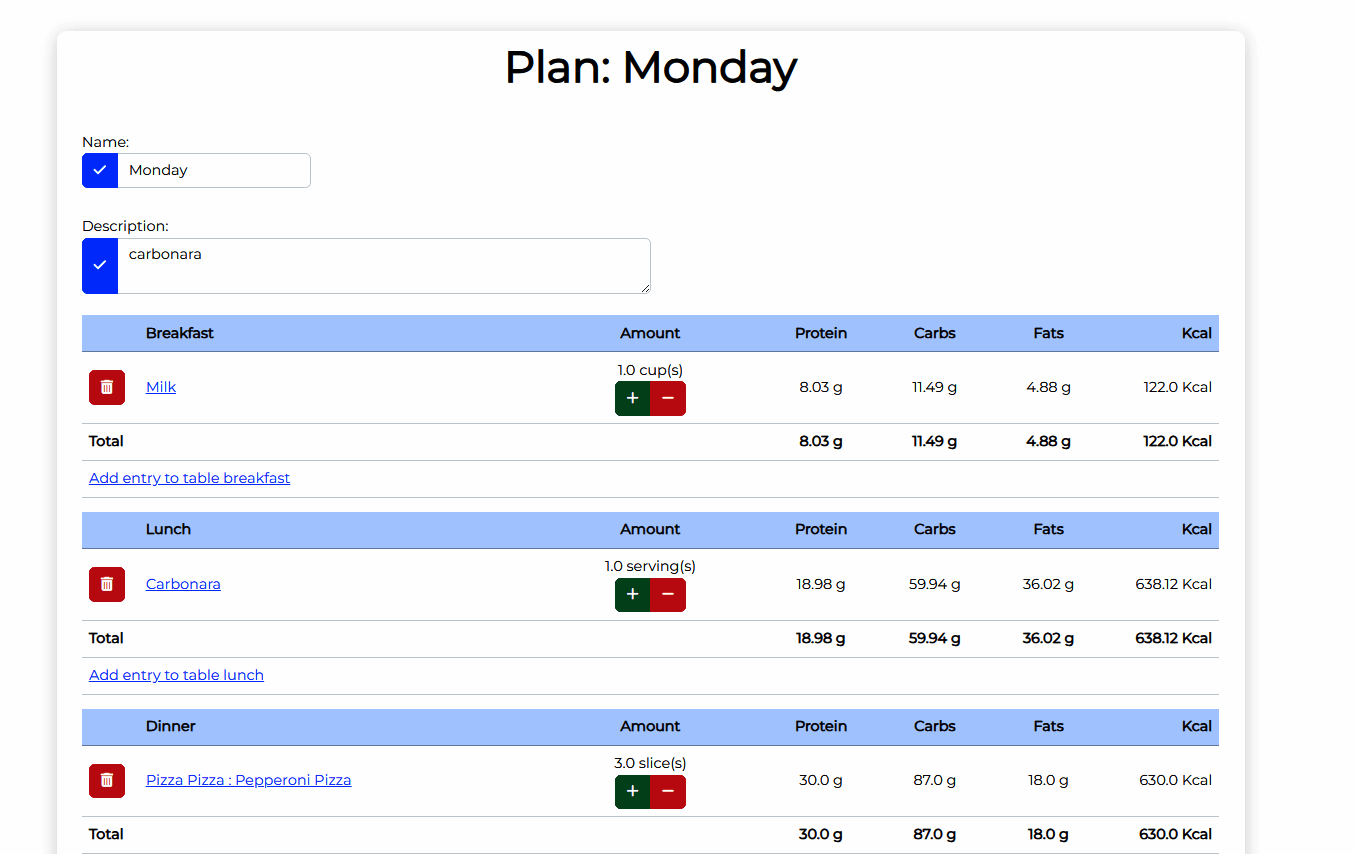 Plan: Monday
Name:
Monday
Description:
carbonara
Breakfast Amount Protein Carbs Fats Kcal
1.0 cup(s)
Milk 8.03 g 11.49 g 4.88 g 122.0 Kcal
+ −
Total 8.03 g 11.49 g 4.88 g 122.0 Kcal
Add entry to table breakfast
Lunch Amount Protein Carbs Fats Kcal
1.0 serving(s)
Carbonara 18.98 g 59.94 g 36.02 g 638.12 Kcal
+ −
Total 18.98 g 59.94 g 36.02 g 638.12 Kcal
Add entry to table lunch
Dinner Amount Protein Carbs Fats Kcal
3.0 slice(s)
Pizza Pizza : Pepperoni Pizza 30.0 g 87.0 g 18.0 g 630.0 Kcal
+ −
Total 30.0 g 87.0 g 18.0 g 630.0 Kcal